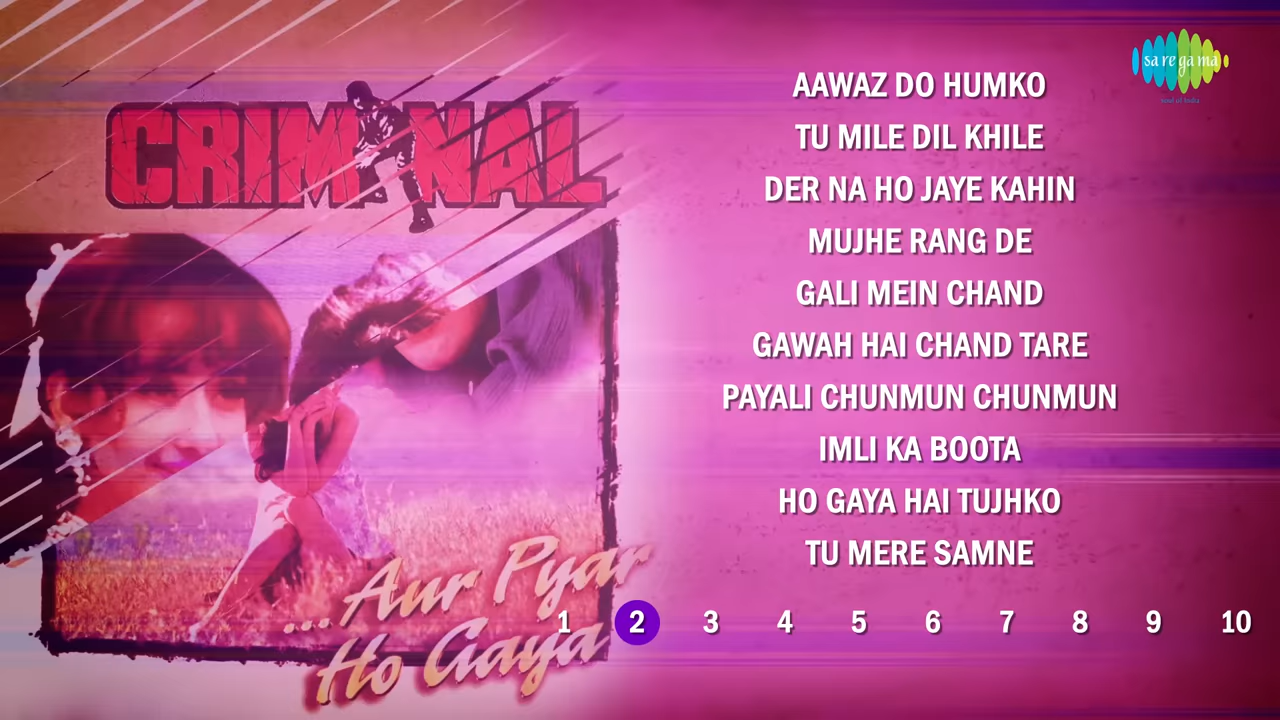 CRIMINAL
... Aur Pyar
Ho Gaya
sa re ga ma
AAWAZ DO HUMKO
TU MILE DIL KHILE
DER NA HO JAYE KAHIN
MUJHE RANG DE
GALI MEIN CHAND
GAWAH HAI CHAND TARE
PAYALI CHUNMUN CHUNMUN
IMLI KA BOOTA
HO GAYA HAI TUJHKO
TU MERE SAMNE
1 2 3 4 5 6 7 8 9 10